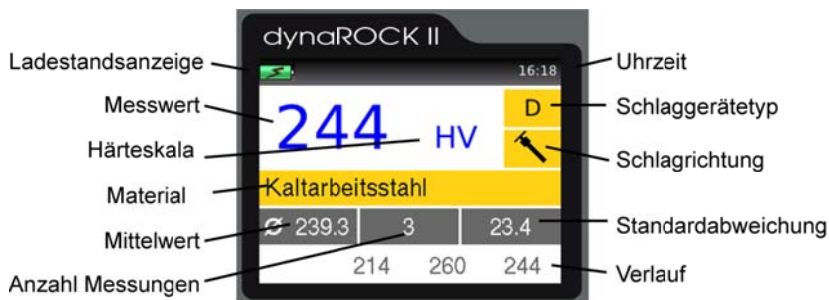 dynaROCK II
Ladestandsanzeige
16:18
Uhrzeit
Messwert
244 HV
D
Schlaggerätetyp
Härteskala
Schlagrichtung
Material
Kaltarbeitsstahl
Mittelwert
Ø 239.3 3 23.4
Standardabweichung
Anzahl Messungen
214 260 244
Verlauf